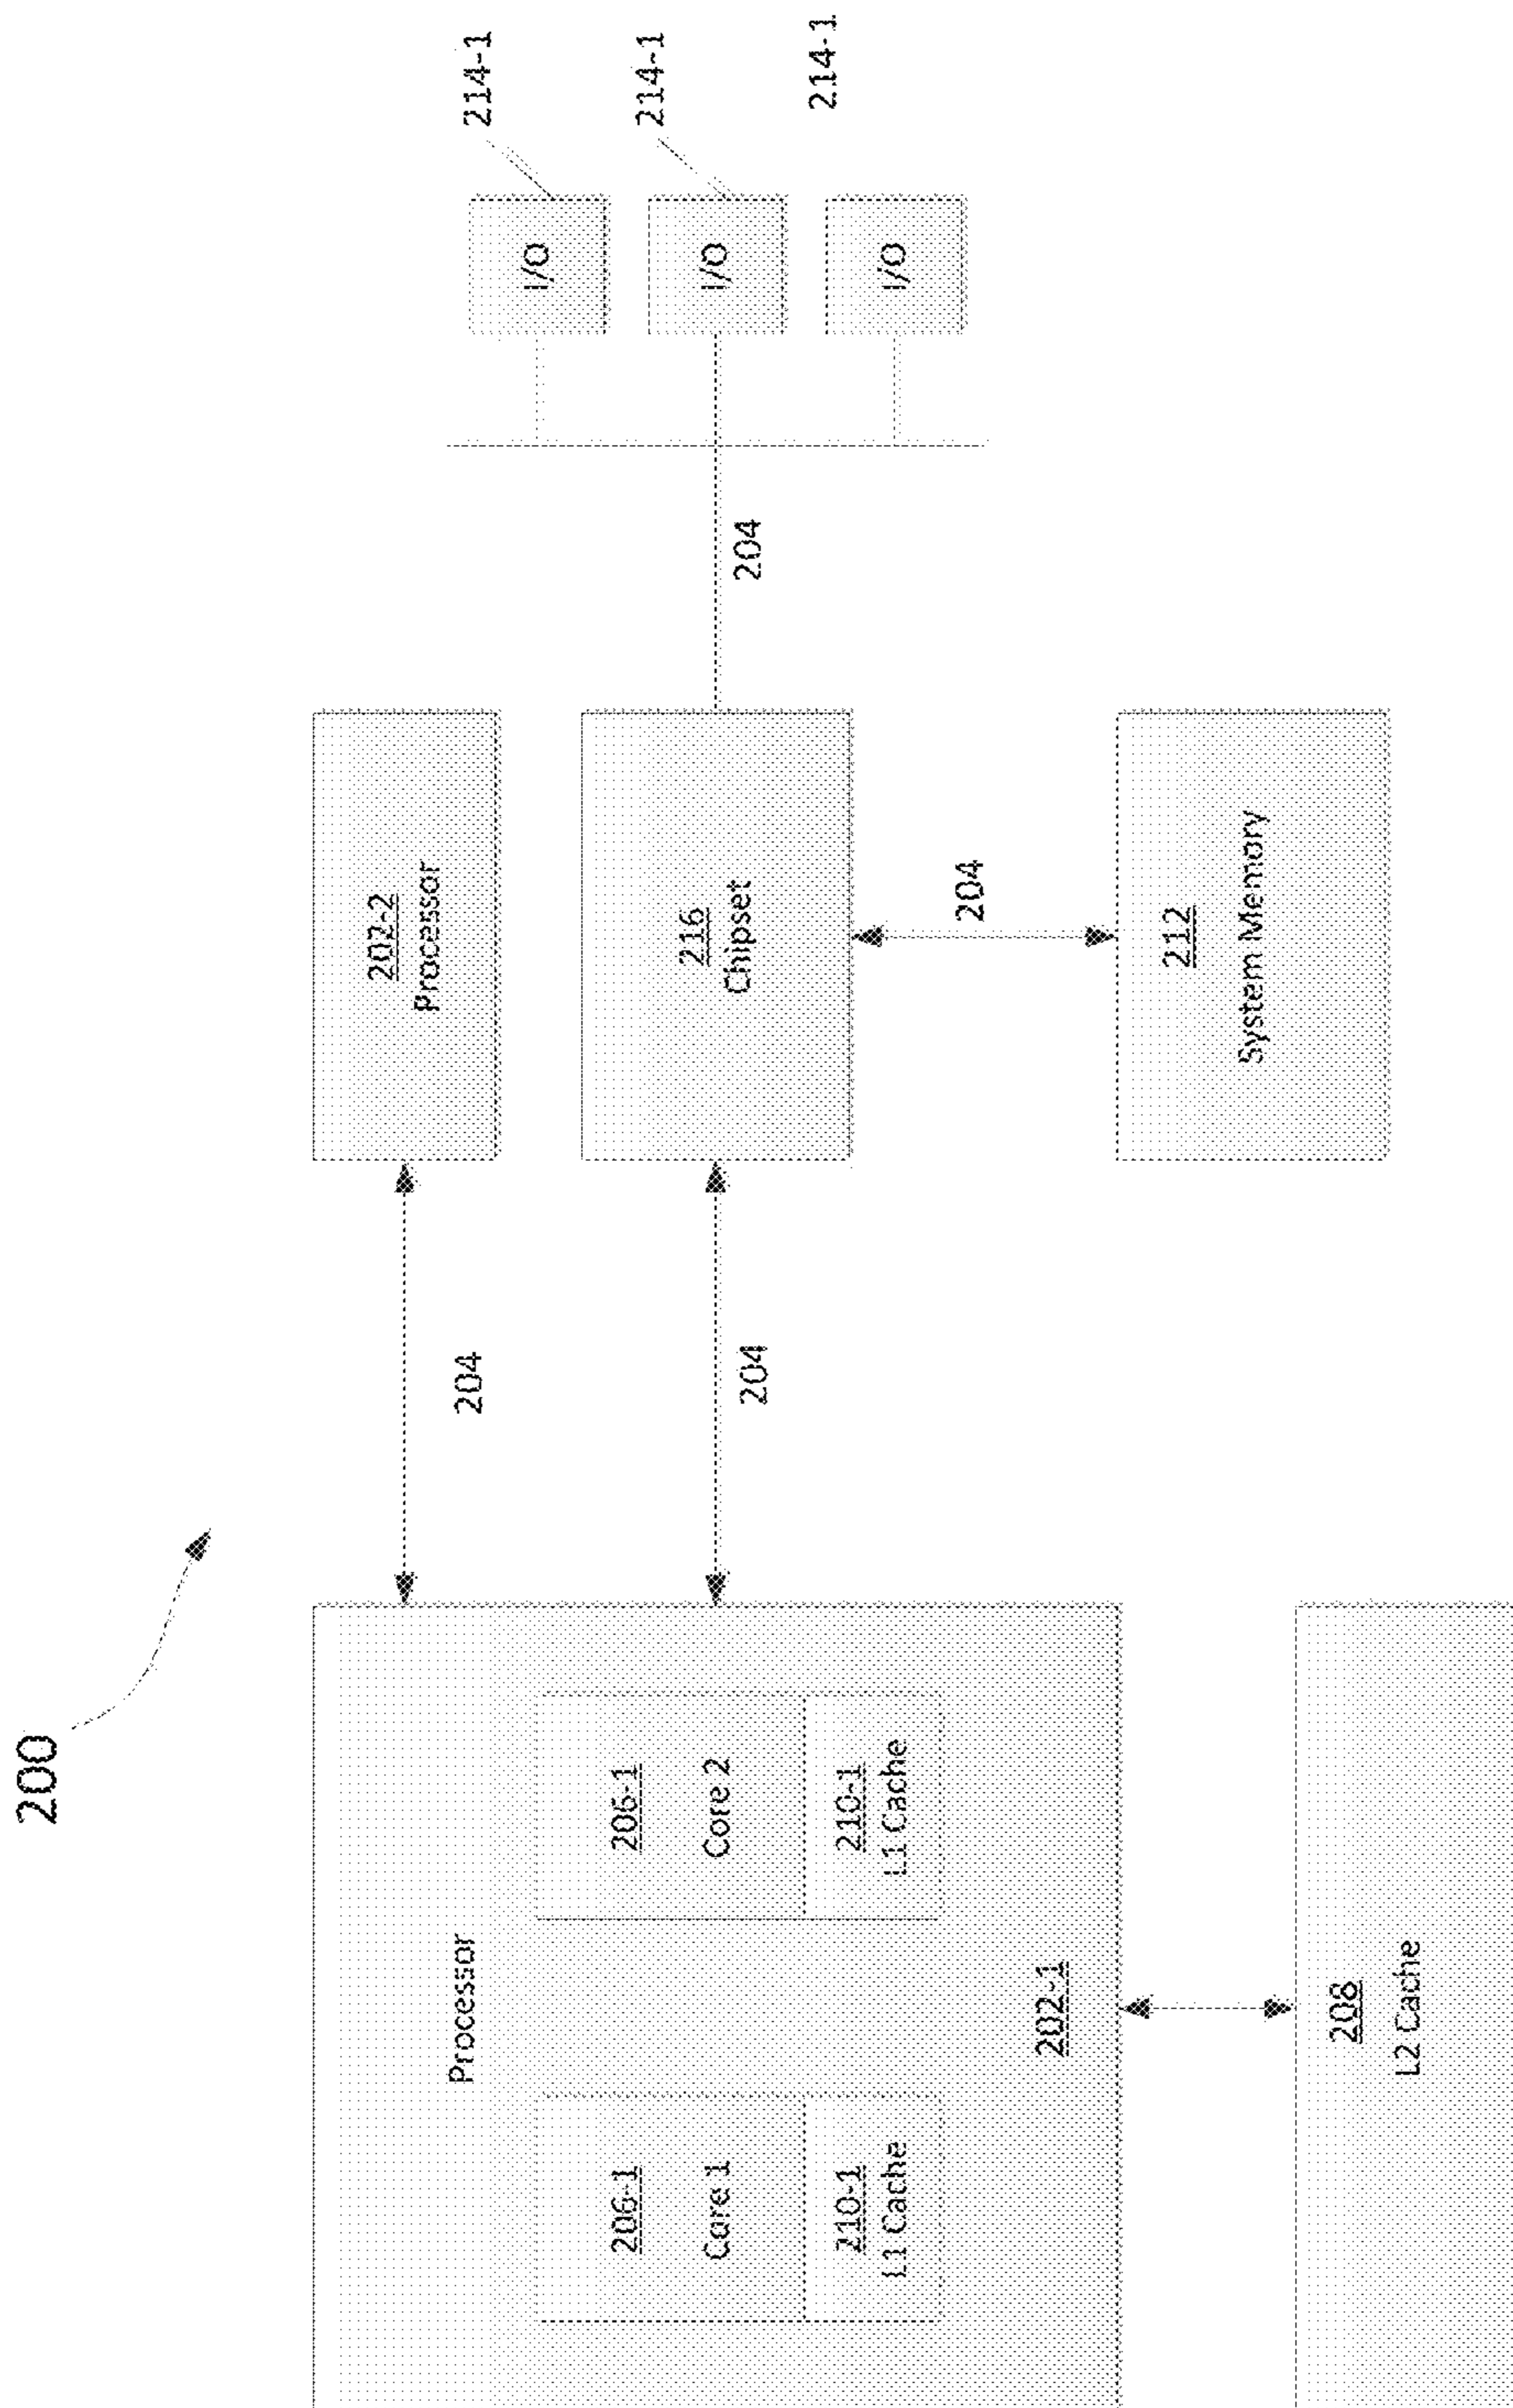 200
Processor
206-1
Core 1
210-1
L1 Cache
206-1
Core 2
210-1
L1 Cache
202-1
208
L2 Cache
204
204
202-2
Processor
216
Chipset
204
212
System Memory
204
I/O
214-1
I/O
214-1
I/O
214-1